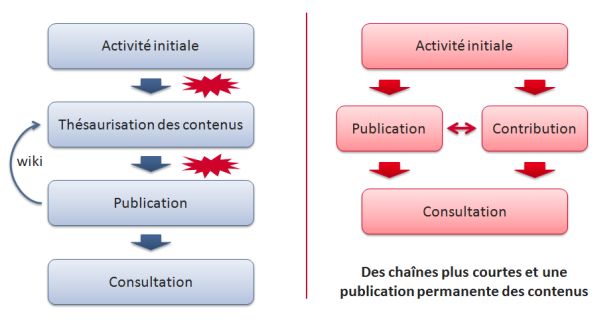 Activité initiale
Thésaurisation des contenus
wiki
Publication
Consultation
Activité initiale
Publication
Contribution
Consultation
Des chaînes plus courtes et une
publication permanente des contenus